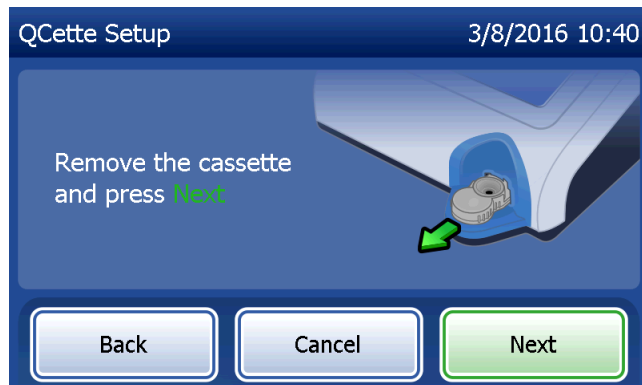 QCette Setup
3/8/2016 10:40
Remove the cassette
and press Next
Back
Cancel
Next